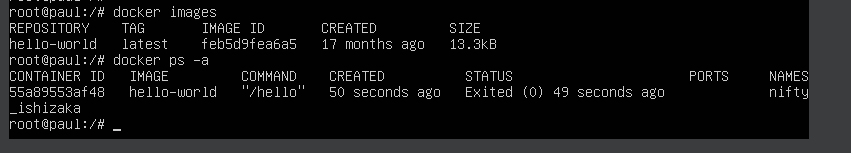 root@paul:/# docker images
REPOSITORY    TAG       IMAGE ID       CREATED         SIZE
hello-world   latest    feb5d9fea6a5   17 months ago   13.3kB
root@paul:/# docker ps -a
CONTAINER ID   IMAGE         COMMAND    CREATED          STATUS                      PORTS     NAMES
55a89553af48   hello-world   "/hello"   50 seconds ago   Exited (0) 49 seconds ago             nifty
_ishizaka
root@paul:/# _